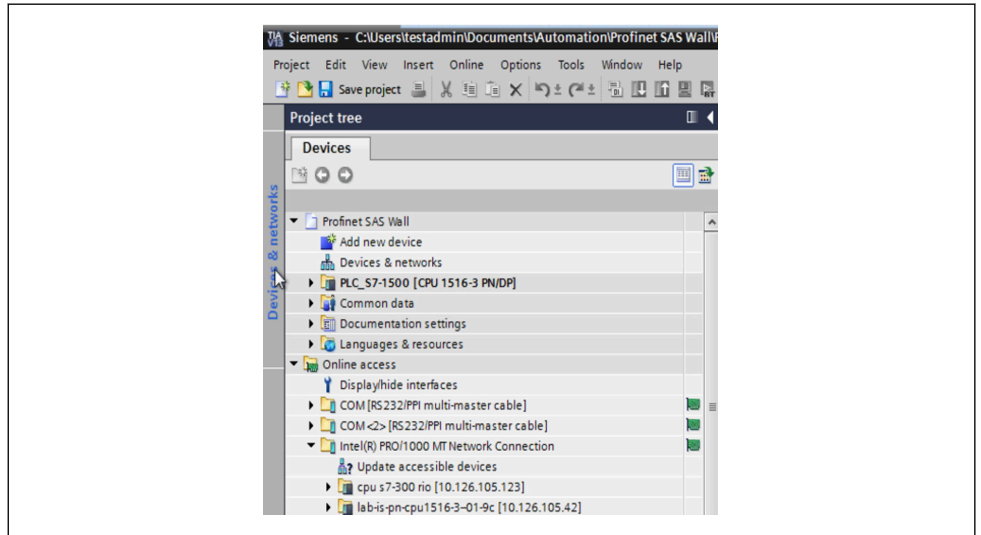 TIA V13 Siemens - C:\Users\testadmin\Documents\Automation\Profinet SAS Wall\
Project Edit View Insert Online Options Tools Window Help
Save project
Project tree
Devices
Devices & networks
Profinet SAS Wall
Add new device
Devices & networks
PLC_S7-1500 [CPU 1516-3 PN/DP]
Common data
Documentation settings
Languages & resources
Online access
Display/hide interfaces
COM [RS232/PPI multi-master cable]
COM <2> [RS232/PPI multi-master cable]
Intel(R) PRO/1000 MT Network Connection
Update accessible devices
cpu s7-300 rio [10.126.105.123]
lab-is-pn-cpu1516-3--01-9c [10.126.105.42]